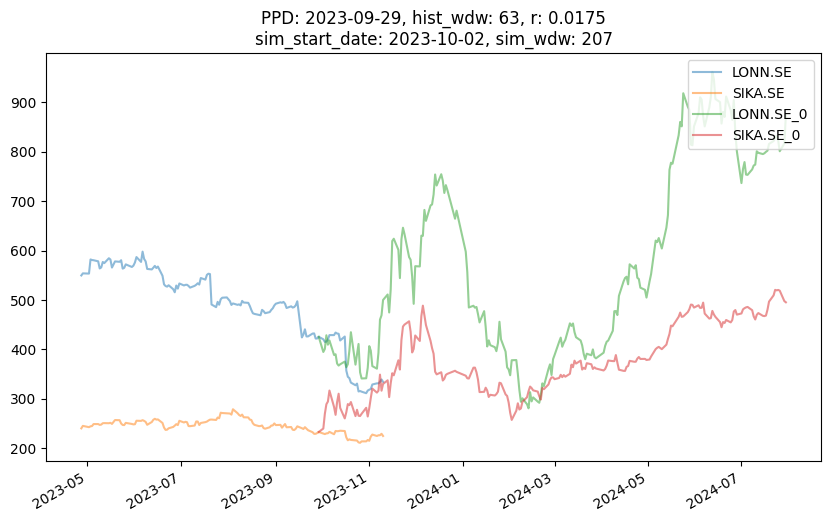 PPD: 2023-09-29, hist_wdw: 63, r: 0.0175
sim_start_date: 2023-10-02, sim_wdw: 207
LONN.SE
SIKA.SE
LONN.SE_0
SIKA.SE_0
900
800
700
600
500
400
300
200
2023-05
2023-07
2023-09
2023-11
2024-01
2024-03
2024-05
2024-07